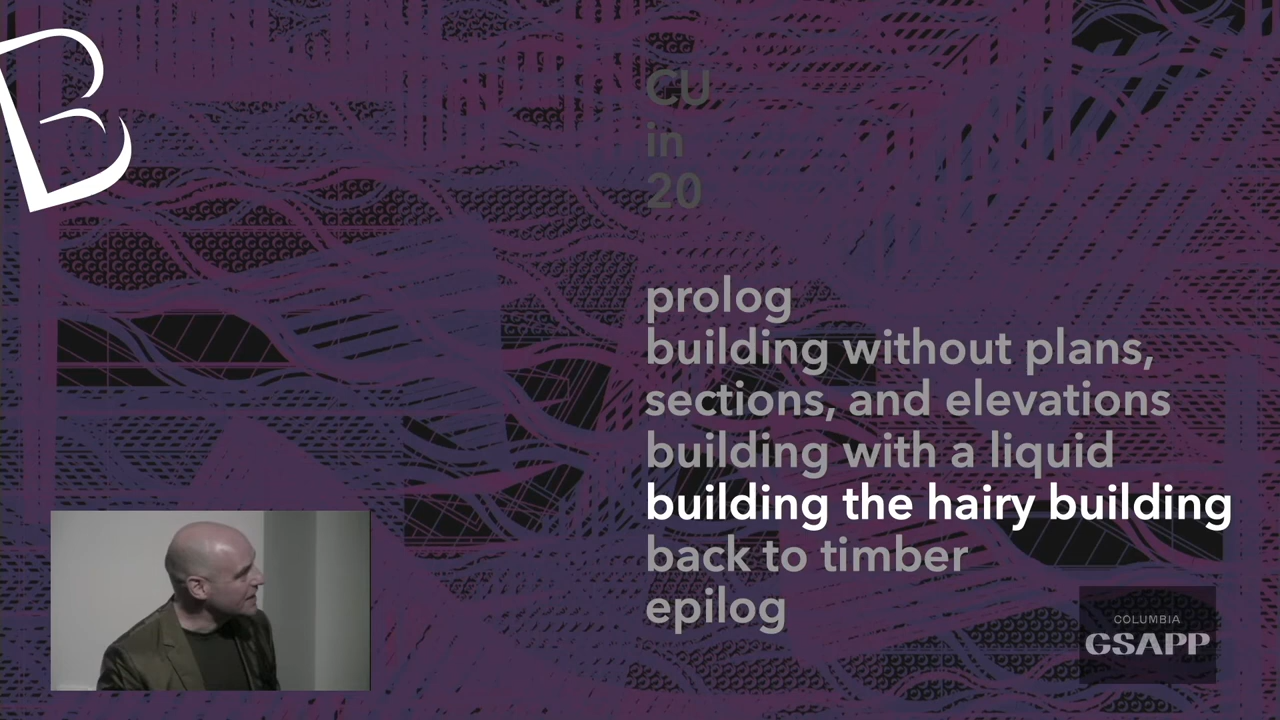 B
CU
in
20
prolog
building without plans,
sections, and elevations
building with a liquid
building the hairy building
back to timber
epilog
COLUMBIA
GSAPP